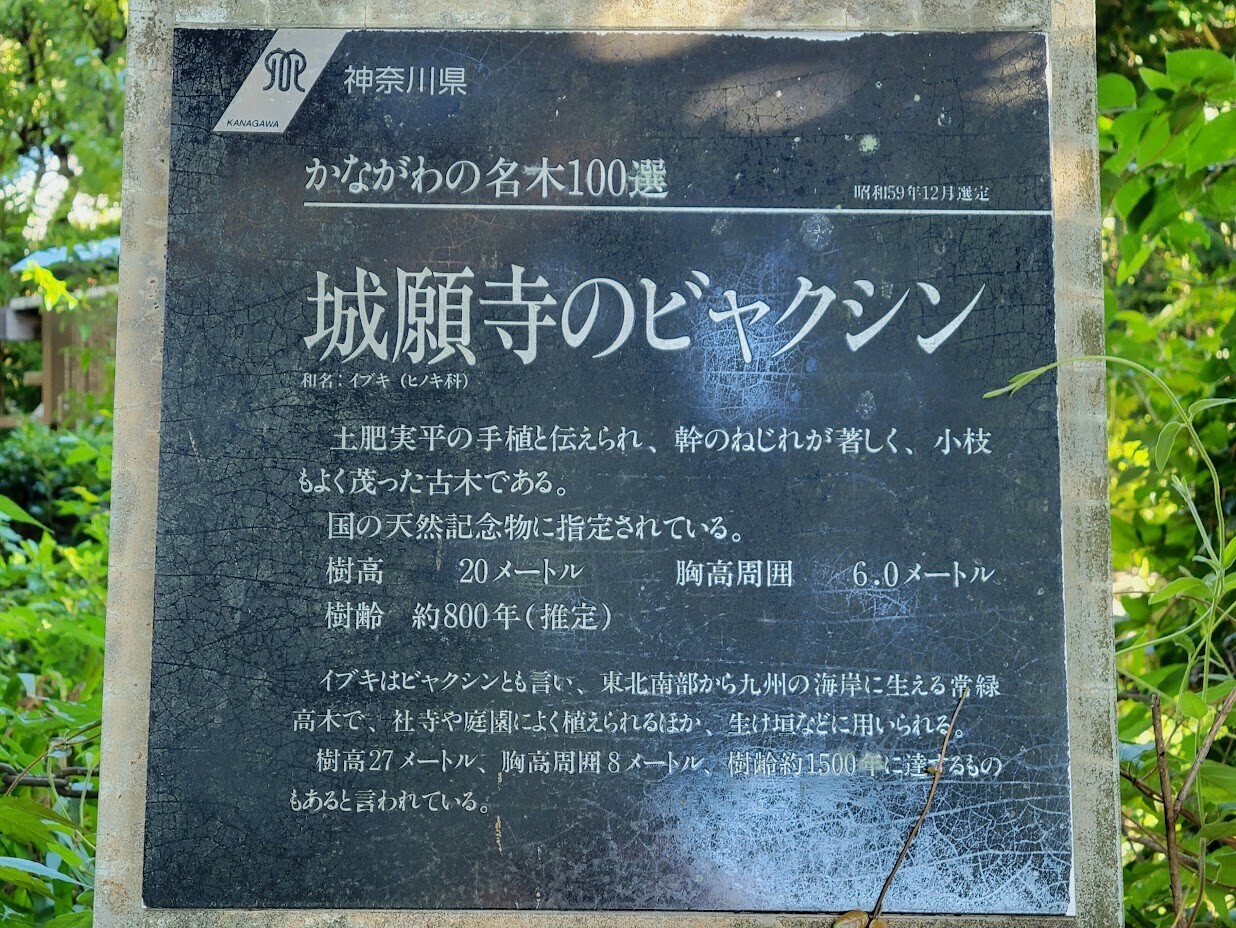 神奈川県
KANAGAWA
かながわの名木100選
昭和59年12月選定
城願寺のビャクシン
和名：イブキ（ヒノキ科）
土肥実平の手植と伝えられ、幹のねじれが著しく、小枝
もよく茂った古木である。
国の天然記念物に指定されている。
樹高　20メートル　胸高周囲　6.0メートル
樹齢　約800年（推定）
イブキはビャクシンとも言い、東北南部から九州の海岸に生える常緑
高木で、社寺や庭園によく植えられるほか、生け垣などに用いられる。
樹高27メートル、胸高周囲8メートル、樹齢約1500年に達するもの
もあると言われている。